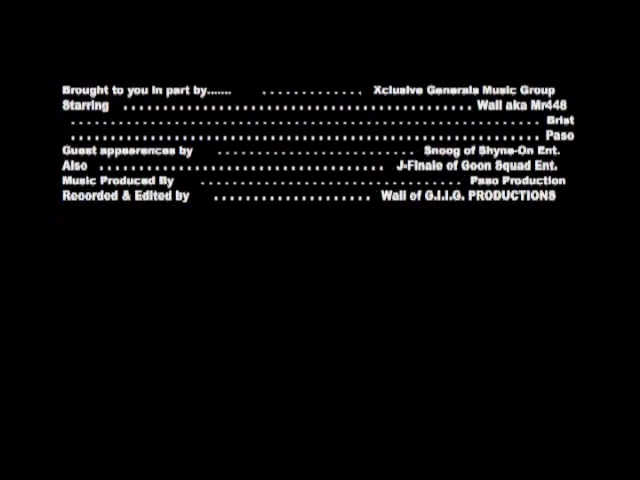 Brought to you in part by....... ............. Xclusive Generals Music Group
Starring ............................................ Wall aka Mr448
..................................................... Brist
..................................................... Paso
Guest appearences by ......................... Snoog of Shyne-On Ent.
Also .................................... J-Finale of Goon Squad Ent.
Music Produced By ................................. Paso Production
Recorded & Edited by .................... Wall of G.I.I.G. PRODUCTIONS